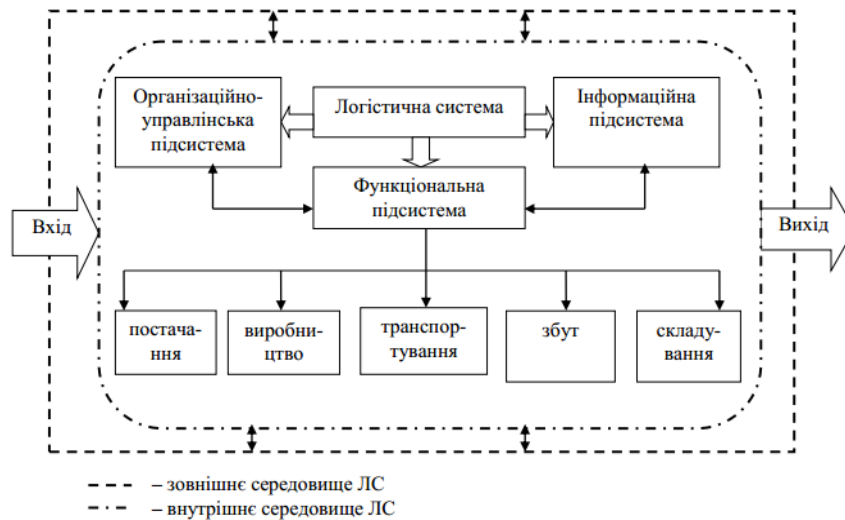 Організаційно-
управлінська
підсистема
Логістична система
Інформаційна
підсистема
Функціональна
підсистема
Вхід
Вихід
постача-
ння
виробни-
цтво
транспор-
тування
збут
складу-
вання
– зовнішнє середовище ЛС
– внутрішнє середовище ЛС